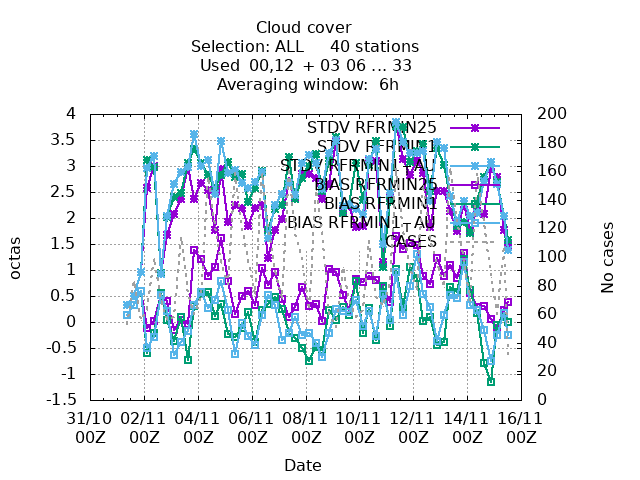 Cloud cover
Selection: ALL 40 stations
Used 00,12 + 03 06 ... 33
Averaging window: 6h
STDV RFRMIN25
STDV RFRMIN1
STDV RFRMIN1_AU
BIAS RFRMIN25
BIAS RFRMIN1
BIAS RFRMIN1_AU
CASES
octas
4
3.5
3
2.5
2
1.5
1
0.5
0
-0.5
-1
-1.5
200
180
160
140
120
100
80
60
40
20
0
No cases
31/10 02/11 04/11 06/11 08/11 10/11 12/11 14/11 16/11
00Z 00Z 00Z 00Z 00Z 00Z 00Z 00Z 00Z
Date